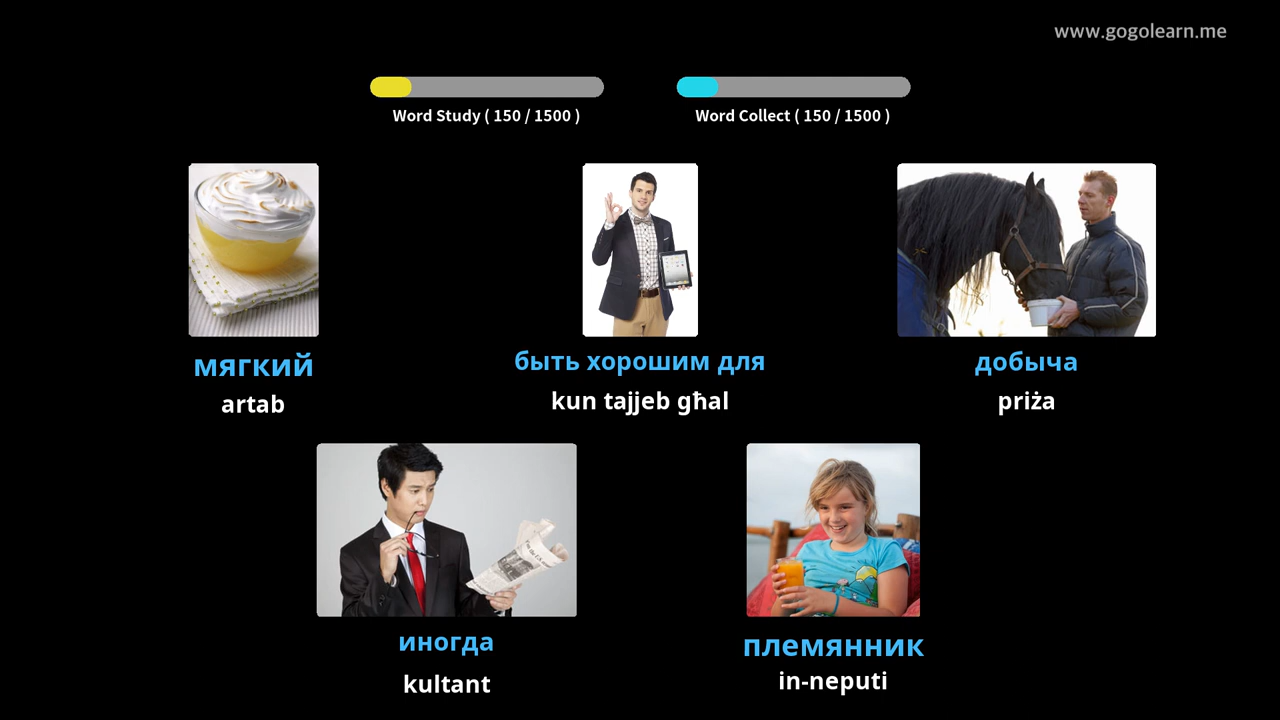 www.gogolearn.me
Word Study ( 150 / 1500 )
Word Collect ( 150 / 1500 )
мягкий
artab
быть хорошим для
kun tajjeb għal
добыча
priża
иногда
kultant
племянник
in-neputi